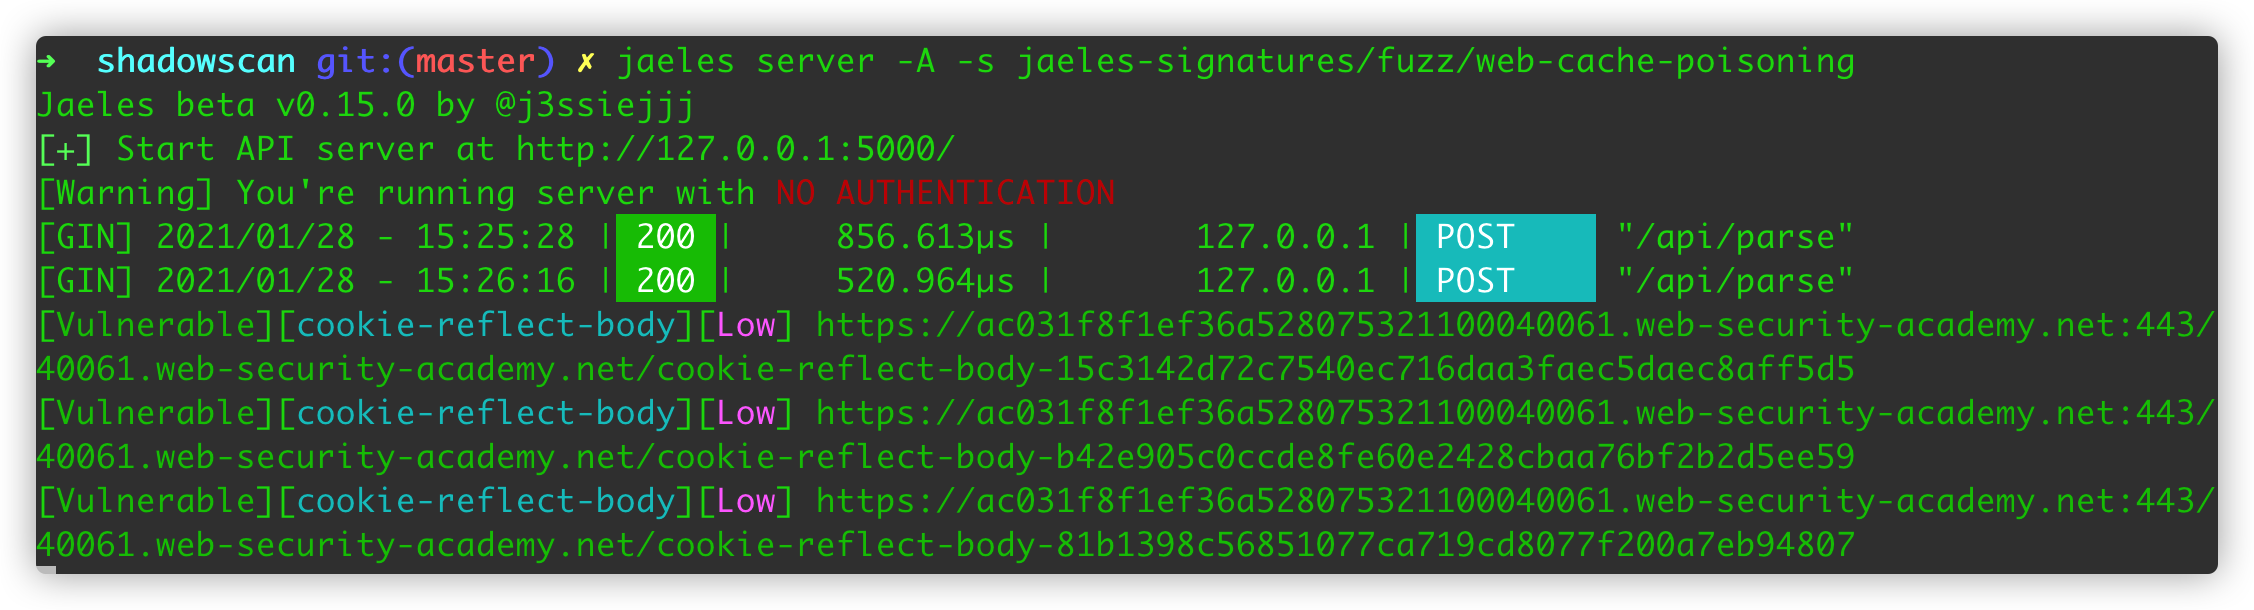 ➜  shadowscan git:(master) ✗ jaeles server -A -s jaeles-signatures/fuzz/web-cache-poisoning
Jaeles beta v0.15.0 by @j3ssiejjj
[+] Start API server at http://127.0.0.1:5000/
[Warning] You're running server with NO AUTHENTICATION
[GIN] 2021/01/28 - 15:25:28 | 200 |     856.613µs |       127.0.0.1 | POST     "/api/parse"
[GIN] 2021/01/28 - 15:26:16 | 200 |     520.964µs |       127.0.0.1 | POST     "/api/parse"
[Vulnerable][cookie-reflect-body][Low] https://ac031f8f1ef36a528075321100040061.web-security-academy.net:443/
40061.web-security-academy.net/cookie-reflect-body-15c3142d72c7540ec716daa3faec5daec8aff5d5
[Vulnerable][cookie-reflect-body][Low] https://ac031f8f1ef36a528075321100040061.web-security-academy.net:443/
40061.web-security-academy.net/cookie-reflect-body-b42e905c0ccde8fe60e2428cbaa76bf2b2d5ee59
[Vulnerable][cookie-reflect-body][Low] https://ac031f8f1ef36a528075321100040061.web-security-academy.net:443/
40061.web-security-academy.net/cookie-reflect-body-81b1398c56851077ca719cd8077f200a7eb94807